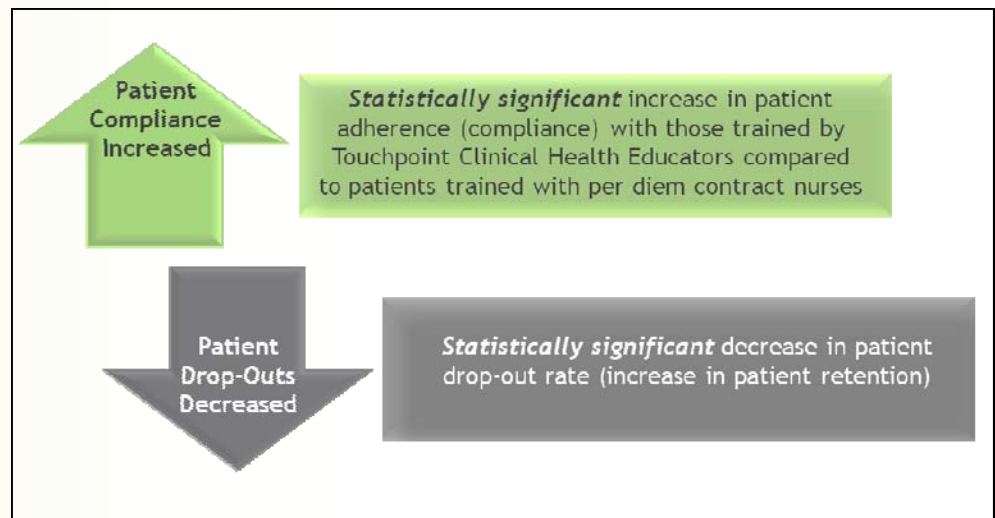 Patient
Compliance
Increased
Statistically significant increase in patient
adherence (compliance) with those trained by
Touchpoint Clinical Health Educators compared
to patients trained with per diem contract nurses
Patient
Drop-Outs
Decreased
Statistically significant decrease in patient
drop-out rate (increase in patient retention)